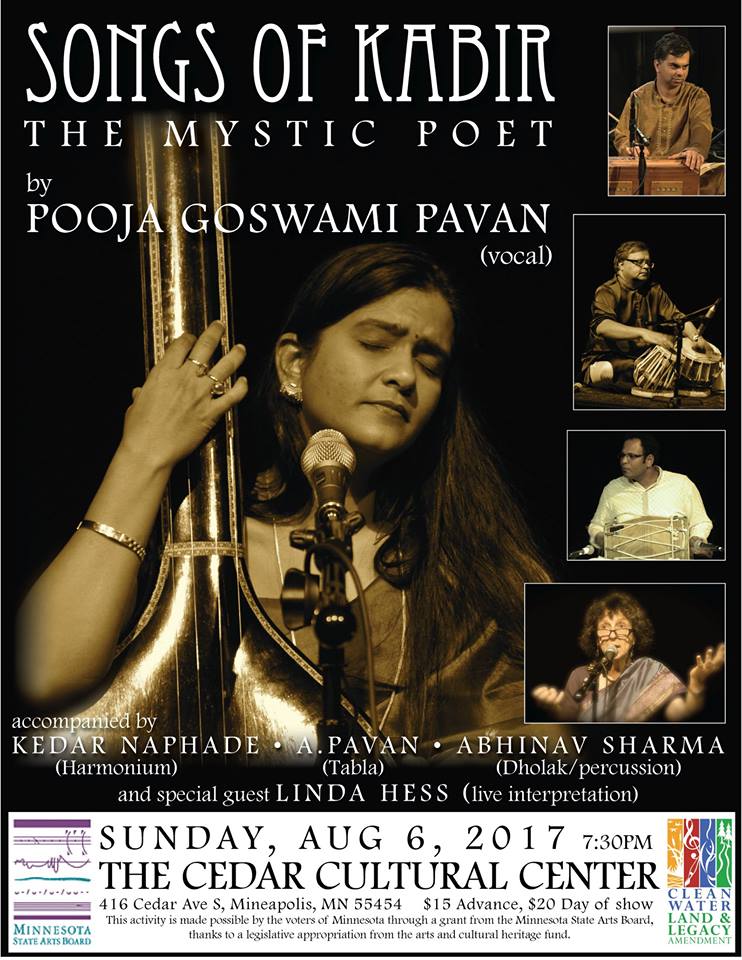 SONGS OF KABIR
THE MYSTIC POET
by
POOJA GOSWAMI PAVAN
(vocal)
accompanied by
KEDAR NAPHADE • A.PAVAN • ABHINAV SHARMA
(Harmonium) (Tabla) (Dholak/percussion)
and special guest LINDA HESS (live interpretation)
MINNESOTA
STATE ARTS BOARD
SUNDAY, AUG 6, 2017 7:30PM
THE CEDAR CULTURAL CENTER
416 Cedar Ave S, Mineapolis, MN 55454 $15 Advance, $20 Day of show
This activity is made possible by the voters of Minnesota through a grant from the Minnesota State Arts Board,
thanks to a legislative appropriation from the arts and cultural heritage fund.
CLEAN
WATER
LAND &
LEGACY
AMENDMENT